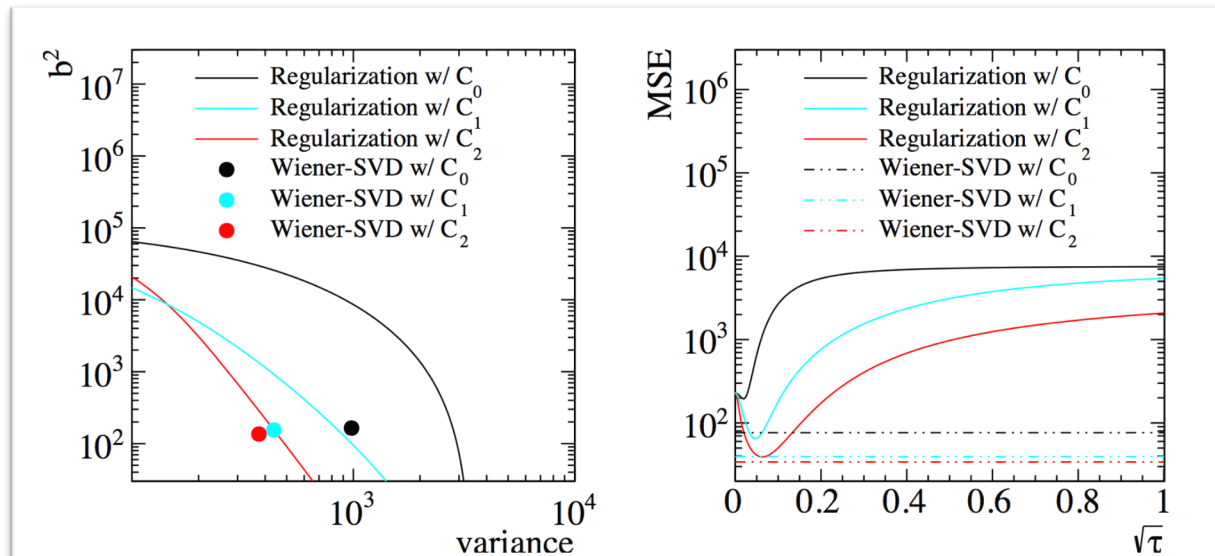 b²
10⁷
10⁶
10⁵
10⁴
10³
10²
10³
10⁴
variance
Regularization w/ C₀
Regularization w/ C₁
Regularization w/ C₂
Wiener-SVD w/ C₀
Wiener-SVD w/ C₁
Wiener-SVD w/ C₂
MSE
10⁶
10⁵
10⁴
10³
10²
0
0.2
0.4
0.6
0.8
1
√τ
Regularization w/ C₀
Regularization w/ C₁
Regularization w/ C₂
Wiener-SVD w/ C₀
Wiener-SVD w/ C₁
Wiener-SVD w/ C₂